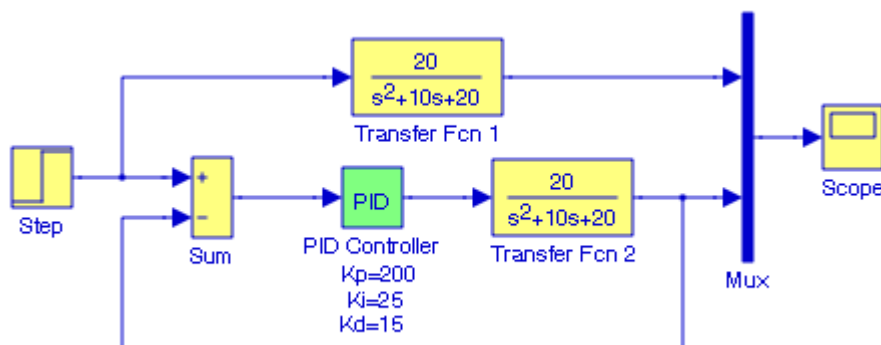 20
s²+10s+20
Transfer Fcn 1
Step
+
−
Sum
PID
PID Controller
Kp=200
Ki=25
Kd=15
20
s²+10s+20
Transfer Fcn 2
Mux
Scope